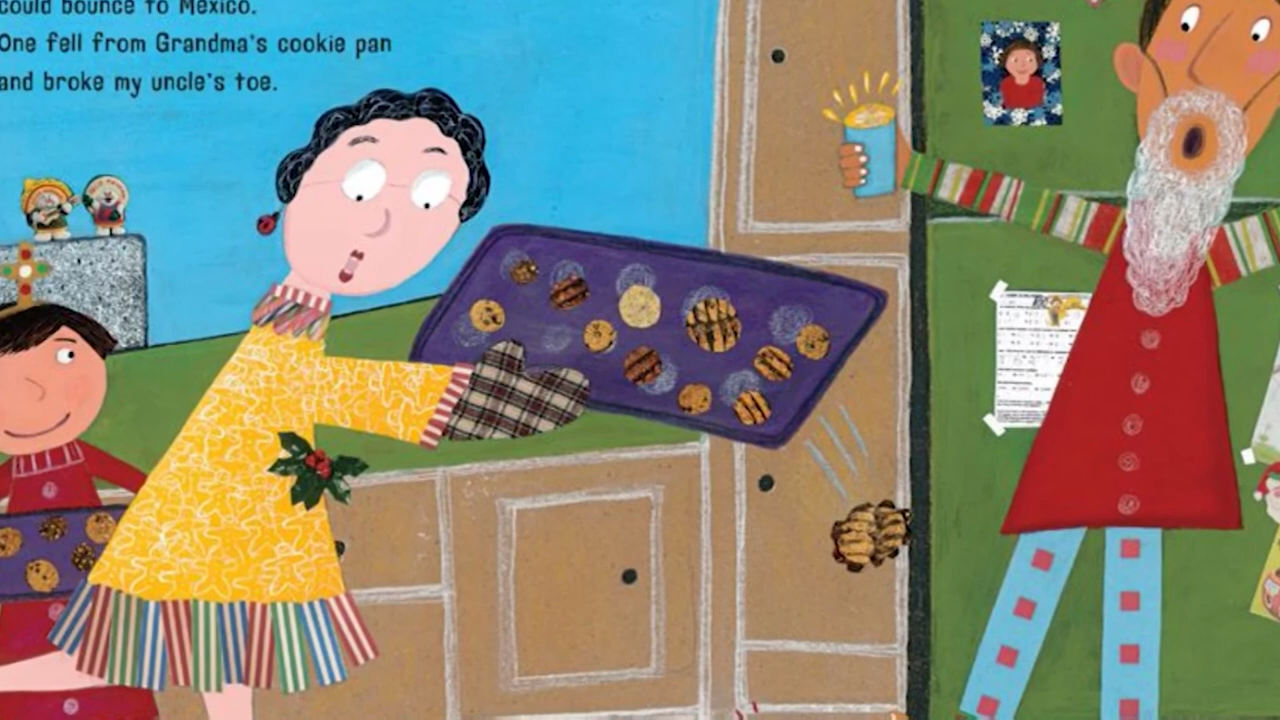 could bounce to Mexico.
One fell from Grandma's cookie pan
and broke my uncle's toe.